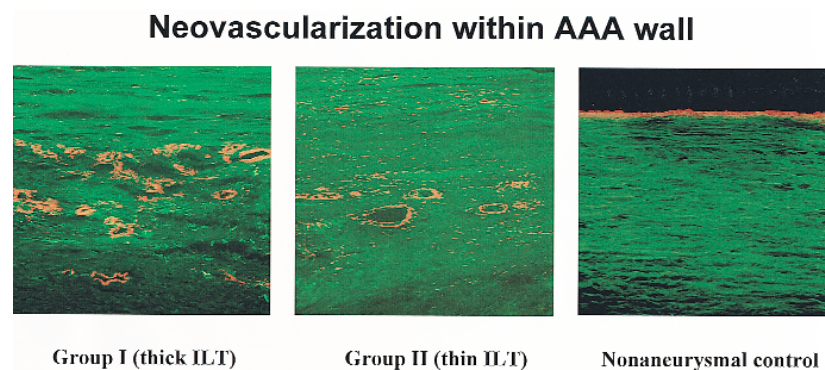 Neovascularization within AAA wall
Group I (thick ILT)
Group II (thin ILT)
Nonaneurysmal control